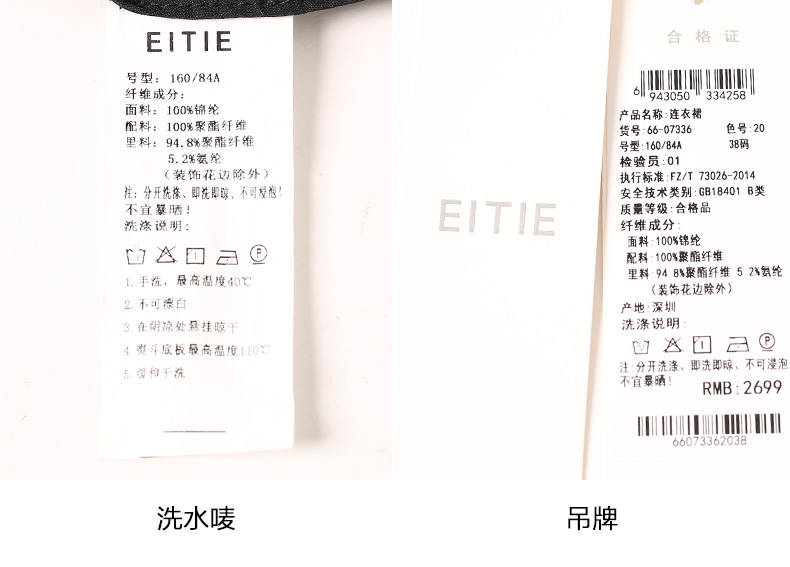 EITIE
号型: 160/84A
纤维成分:
面料: 100%锦纶
配料: 100%聚酯纤维
里料: 94.8%聚酯纤维
5.2%氨纶
(装饰花边除外)
注: 分开洗涤、即洗即晾、不可浸泡!
不宜暴晒!
洗涤说明:
P
1.手洗，最高温度40℃
2.不可漂白
3.在阴凉处悬挂晾干
4.熨斗底板最高温度110℃
5.缓和干洗
洗水唛
EITIE
合格证
6 943050 334258
产品名称:连衣裙
货号:66-07336 色号:20
号型:160/84A 38码
检验员:01
执行标准:FZ/T 73026-2014
安全技术类别:GB18401 B类
质量等级:合格品
纤维成分:
面料:100%锦纶
配料:100%聚酯纤维
里料:94.8%聚酯纤维 5.2%氨纶
(装饰花边除外)
产地:深圳
洗涤说明:
P
注:分开洗涤、即洗即晾、不可浸泡
不宜暴晒!
RMB:2699
66073362038
吊牌